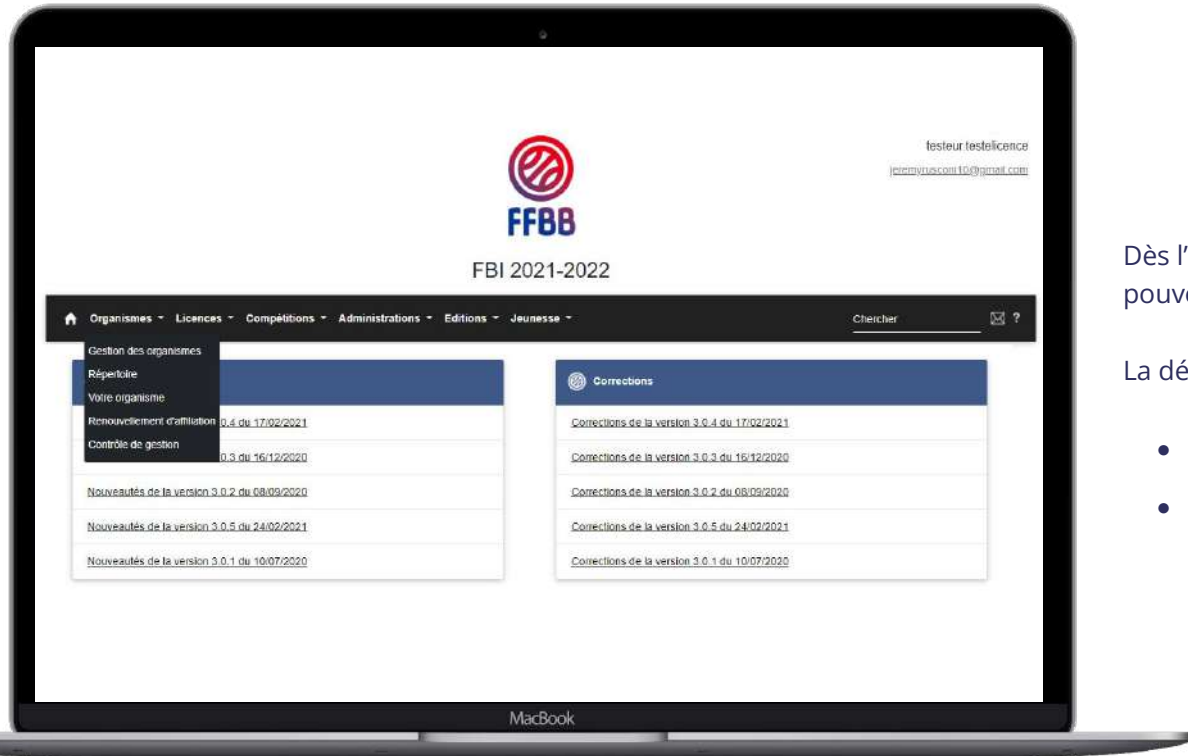 testeur testelicence
jeremyrusconi10@gmail.com
FFBB
FBI 2021-2022
Organismes Licences Compétitions Administrations Editions Jeunesse Chercher ?
Gestion des organismes
Répertoire
Votre organisme
Renouvellement d'affiliation
Contrôle de gestion
0.4 du 17/02/2021
0.3 du 16/12/2020
Nouveautés de la version 3.0.2 du 08/09/2020
Nouveautés de la version 3.0.5 du 24/02/2021
Nouveautés de la version 3.0.1 du 10/07/2020
Corrections
Corrections de la version 3.0.4 du 17/02/2021
Corrections de la version 3.0.3 du 16/12/2020
Corrections de la version 3.0.2 du 08/09/2020
Corrections de la version 3.0.5 du 24/02/2021
Corrections de la version 3.0.1 du 10/07/2020
MacBook
Dès l'
pouv
La dé